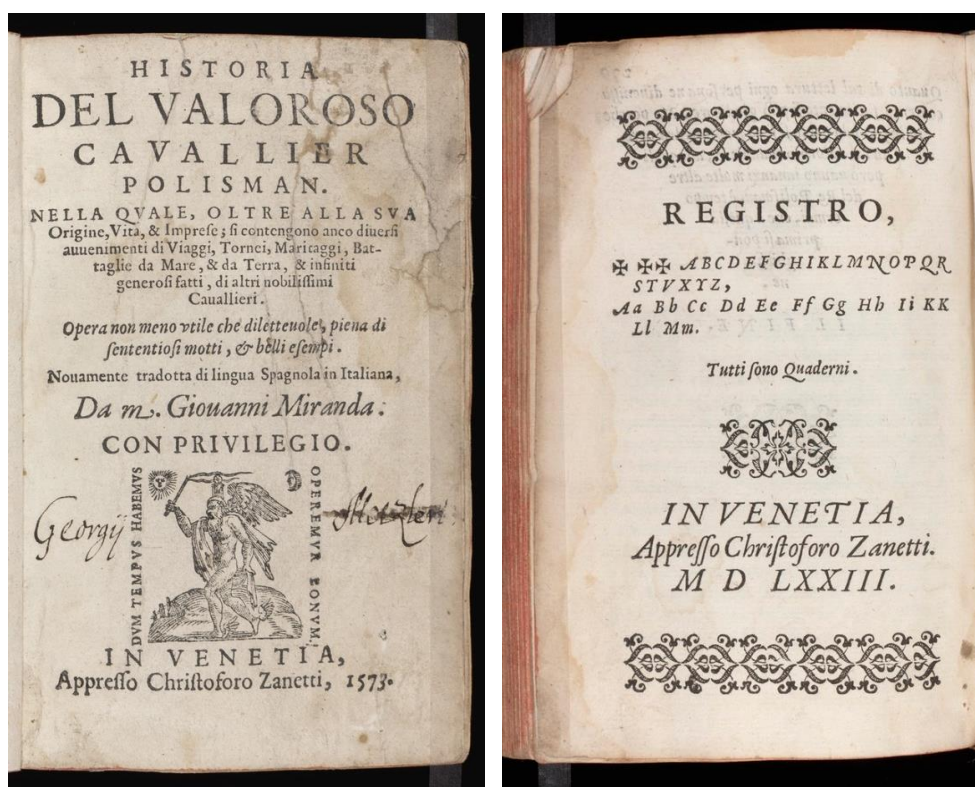 HISTORIA
DEL VALOROSO
CAVALLIER
POLISMAN.
NELLA QVALE, OLTRE ALLA SVA
Origine, Vita, & Imprese; ſi contengono anco diuerſi
auuenimenti di Viaggi, Tornei, Maritaggi, Bat-
taglie da Mare, & da Terra, & infiniti
generoſi fatti, di altri nobiliſſimi
Cauallieri.
Opera non meno vtile che diletteuole, piena di
ſententioſi motti, & belli eſempi.
Nouamente tradotta di lingua Spagnola in Italiana,
Da m. Giouanni Miranda.
CON PRIVILEGIO.
DVM TEMPVS HABEMVS
OPEREMVR BONVM.
Georgij
IN VENETIA,
Appreſſo Chriſtoforo Zanetti, 1573.
REGISTRO,
✠ ✠✠ ABCDEFGHIKLMNOPQR
STVXYZ,
Aa Bb Cc Dd Ee Ff Gg Hh Ii KK
Ll Mm.
Tutti ſono Quaderni.
IN VENETIA,
Appreſſo Chriſtoforo Zanetti.
M D LXXIII.